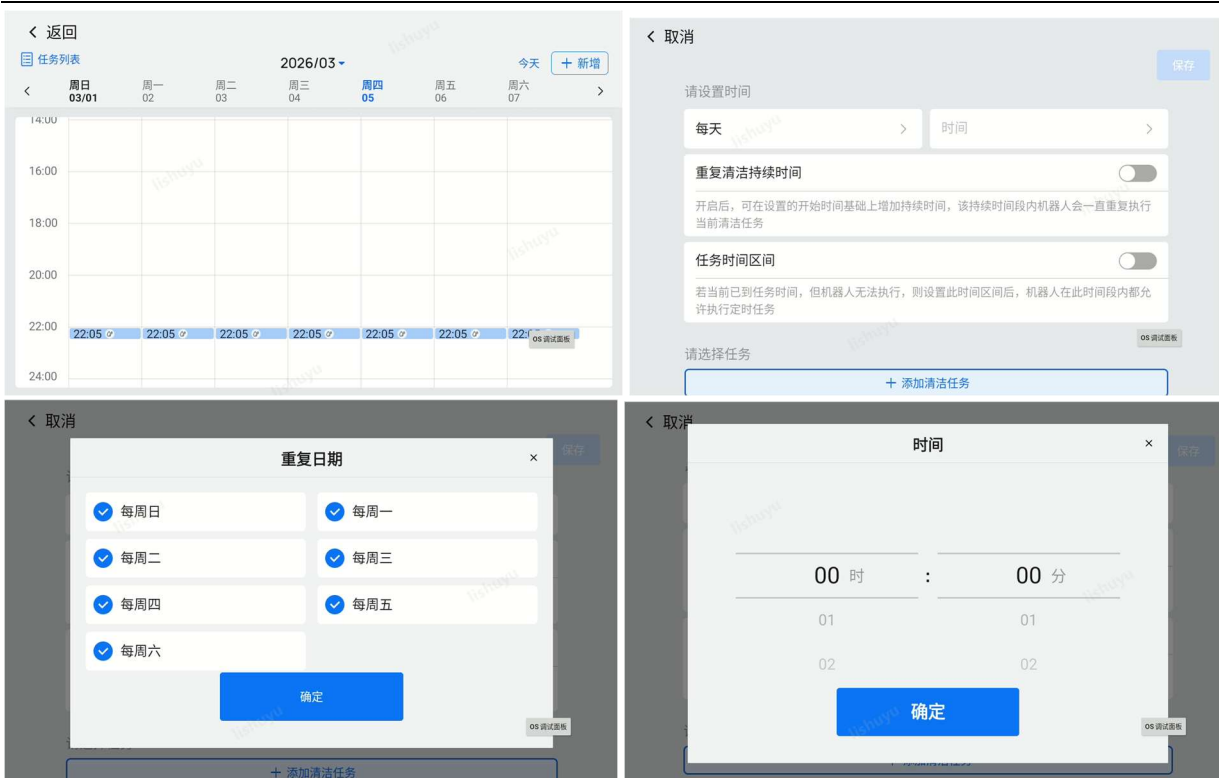 返回
任务列表
2026/03
今天
+ 新增
周日 周一 周二 周三 周四 周五 周六
03/01 02 03 04 05 06 07
14:00
16:00
18:00
20:00
22:00
22:05 22:05 22:05 22:05 22:05 22:05
OS 调试面板
24:00
lishuyu
取消
保存
请设置时间
每天
时间
重复清洁持续时间
开启后，可在设置的开始时间基础上增加持续时间，该持续时间段内机器人会一直重复执行
当前清洁任务
任务时间区间
若当前已到任务时间，但机器人无法执行，则设置此时间区间后，机器人在此时间段内都允
许执行定时任务
OS 调试面板
请选择任务
+ 添加清洁任务
lishuyu
取消
保存
重复日期
×
每周日 每周一
每周二 每周三
每周四 每周五
每周六
确定
OS 调试面板
+ 添加清洁任务
lishuyu
取消
保存
时间
×
00 时 : 00 分
01 01
02 02
确定
OS 调试面板
+ 添加清洁任务
lishuyu